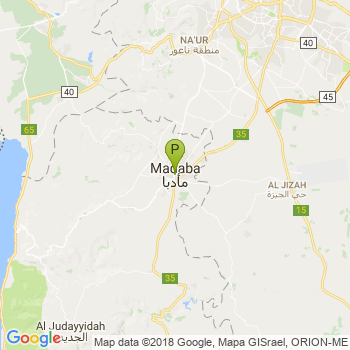 NA'UR
منطقة ناعور
40
40
45
65
35
P
Madaba
مادبا
AL JIZAH
حي الجيزة
15
35
Al Judayyidah
الجديدة
Google
Map data ©2018 Google, Mapa GISrael, ORION-ME